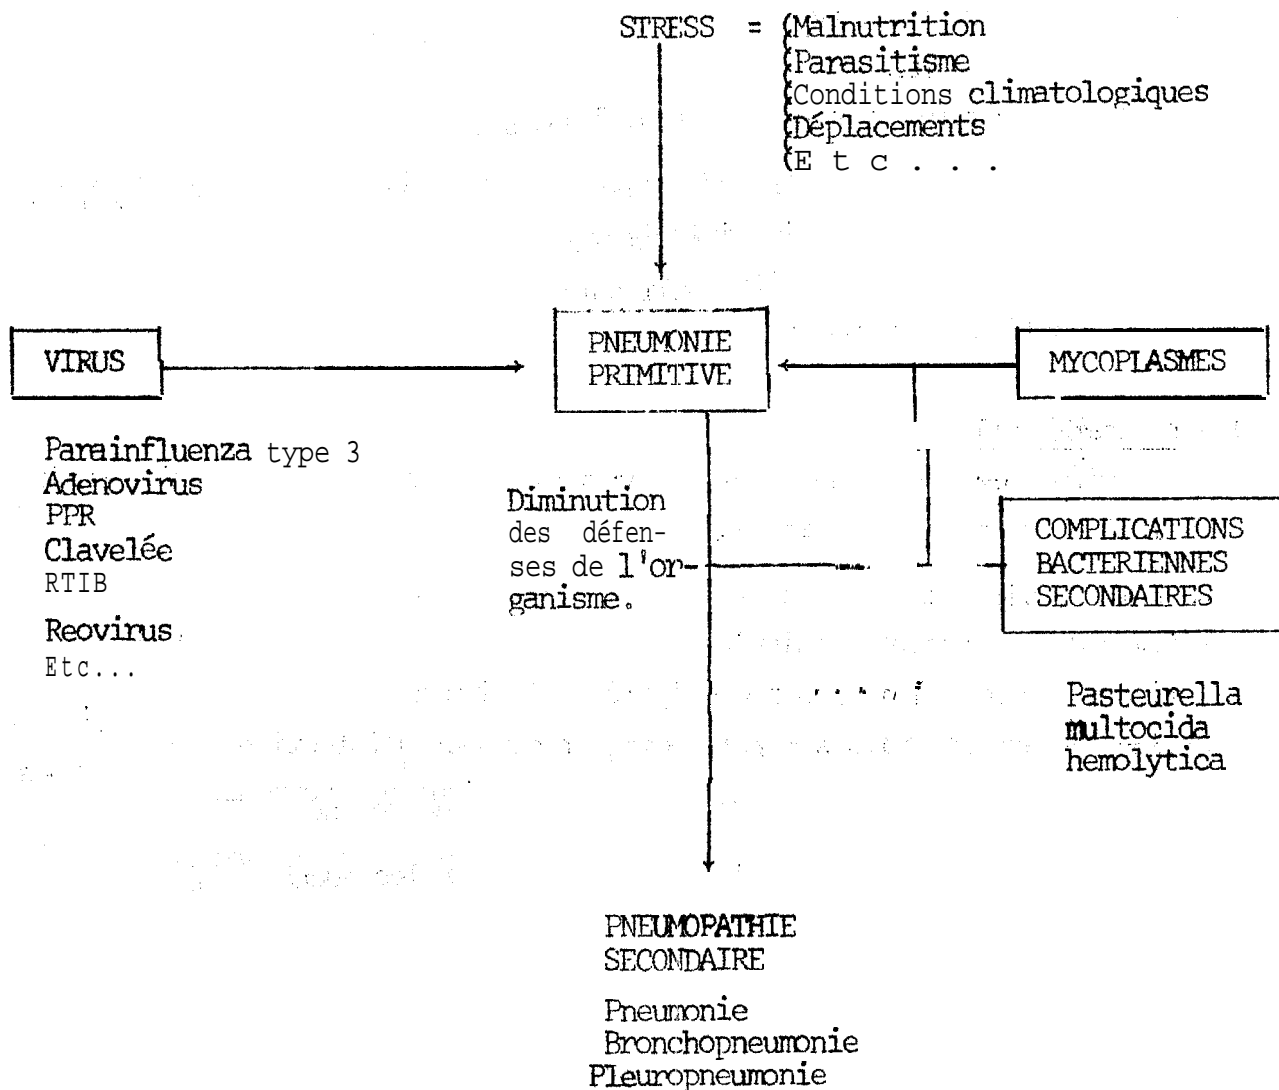 STRESS = (Malnutrition
(Parasitisme
(Conditions climatologiques
(Déplacements
(E t c . . .
VIRUS
PNEUMONIE
PRIMITIVE
MYCOPLASMES
Parainfluenza type 3
Adenovirus
PPR
Clavelée
RTIB
Reovirus
Etc...
Diminution
des défen-
ses de l'or-
ganisme.
COMPLICATIONS
BACTERIENNES
SECONDAIRES
Pasteurella
multocida
hemolytica
PNEUMOPATHIE
SECONDAIRE
Pneumonie
Bronchopneumonie
Pleuropneumonie